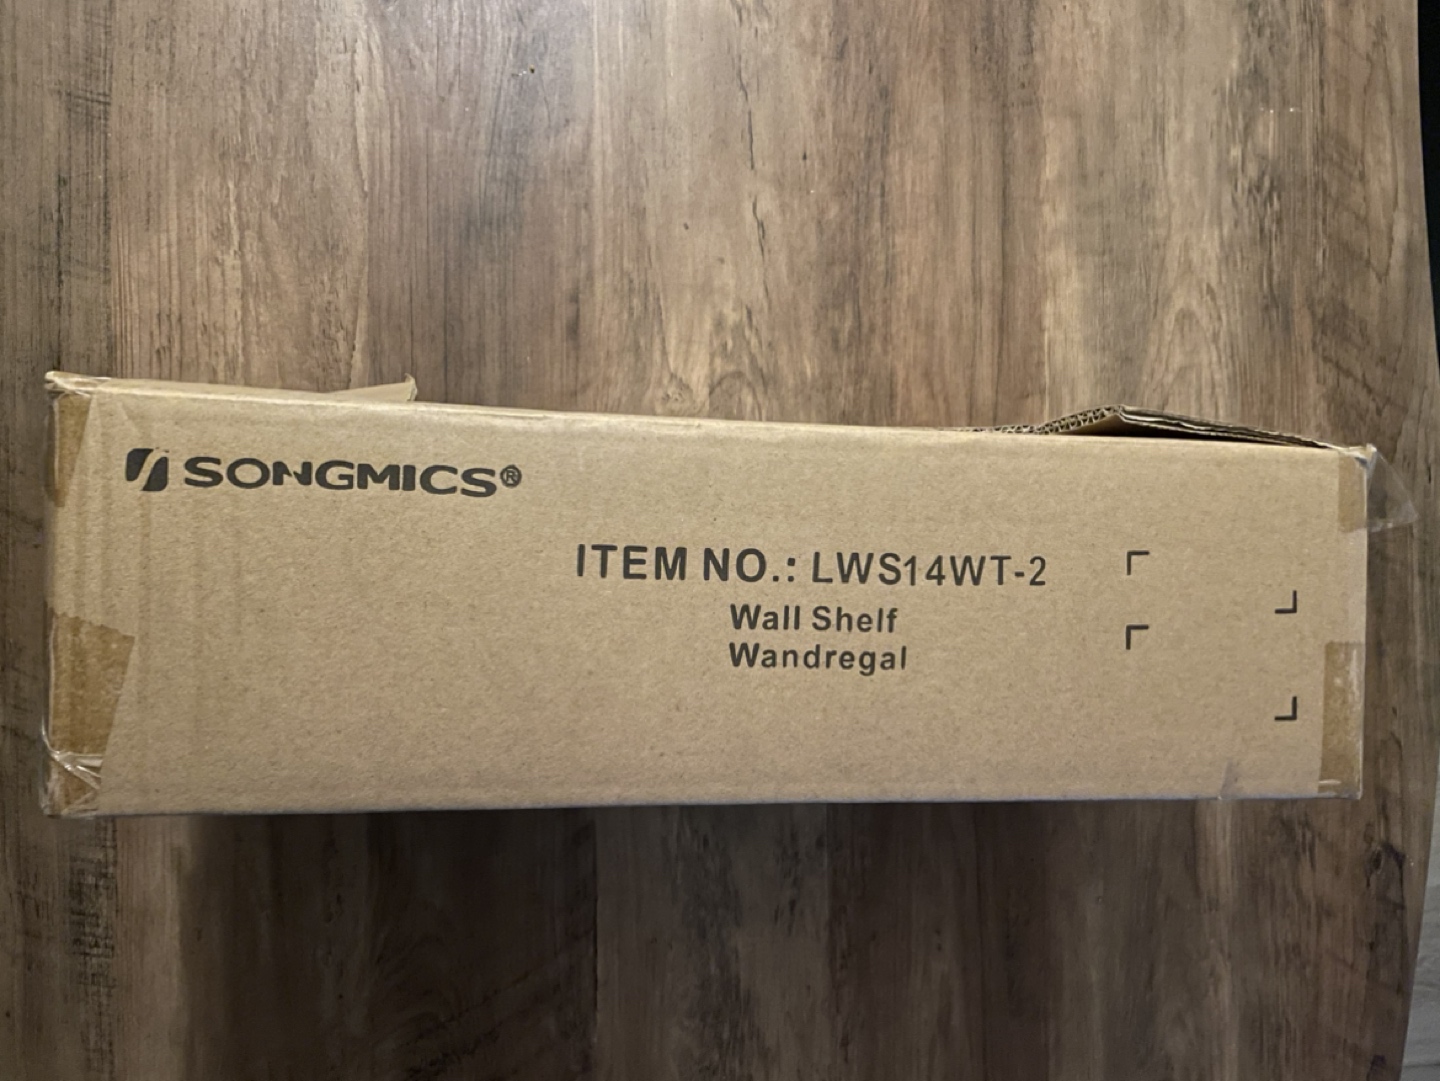 SONGMICS®
ITEM NO.: LWS14WT-2
Wall Shelf
Wandregal